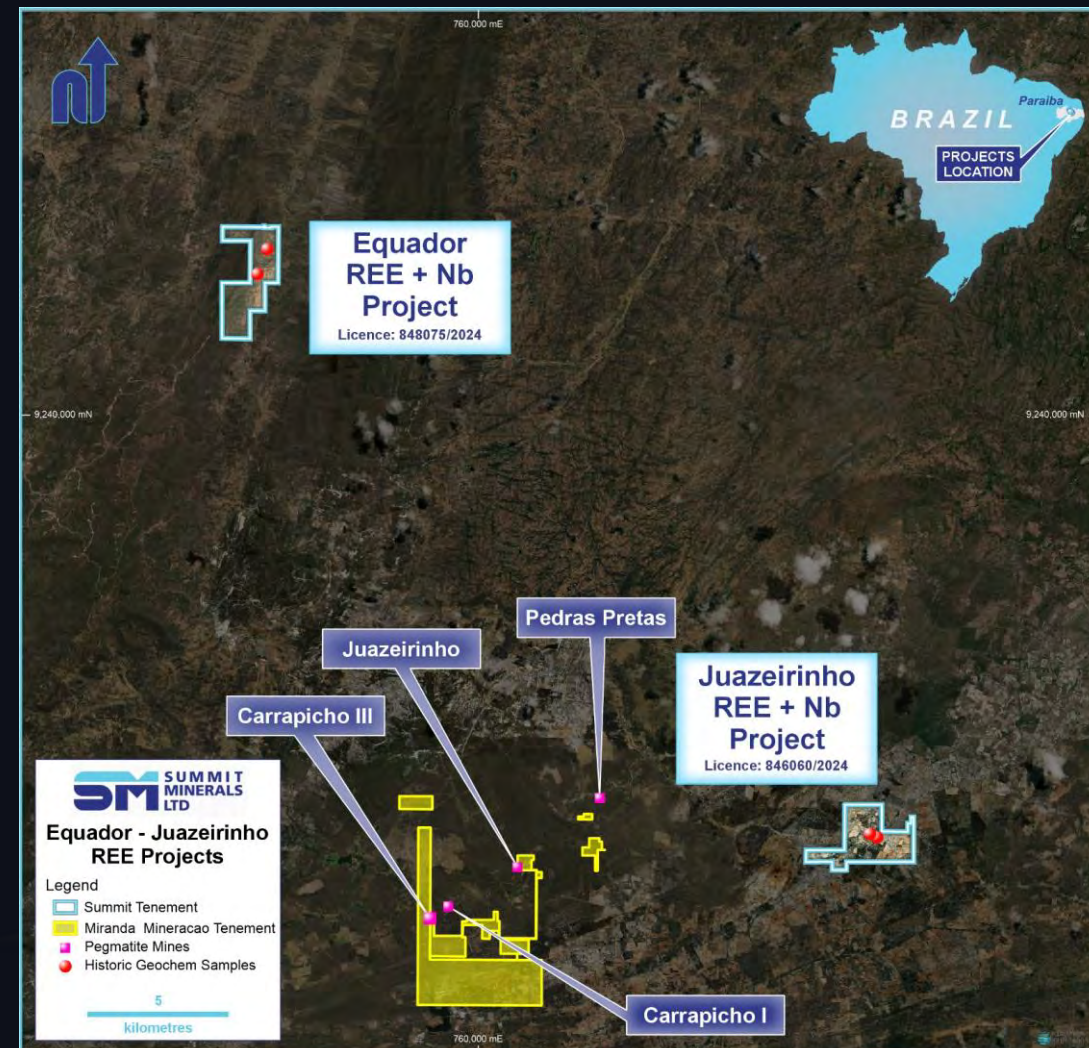 760,000 mE
n
Paraiba
BRAZIL
PROJECTS
LOCATION
Equador
REE + Nb
Project
Licence: 848075/2024
9,240,000 mN
9,240,000 mN
Pedras Pretas
Juazeirinho
Carrapicho III
Juazeirinho
REE + Nb
Project
Licence: 846060/2024
SM SUMMIT
MINERALS
LTD
Equador - Juazeirinho
REE Projects
Legend
Summit Tenement
Miranda Mineracao Tenement
Pegmatite Mines
Historic Geochem Samples
5
kilometres
Carrapicho I
760,000 mE